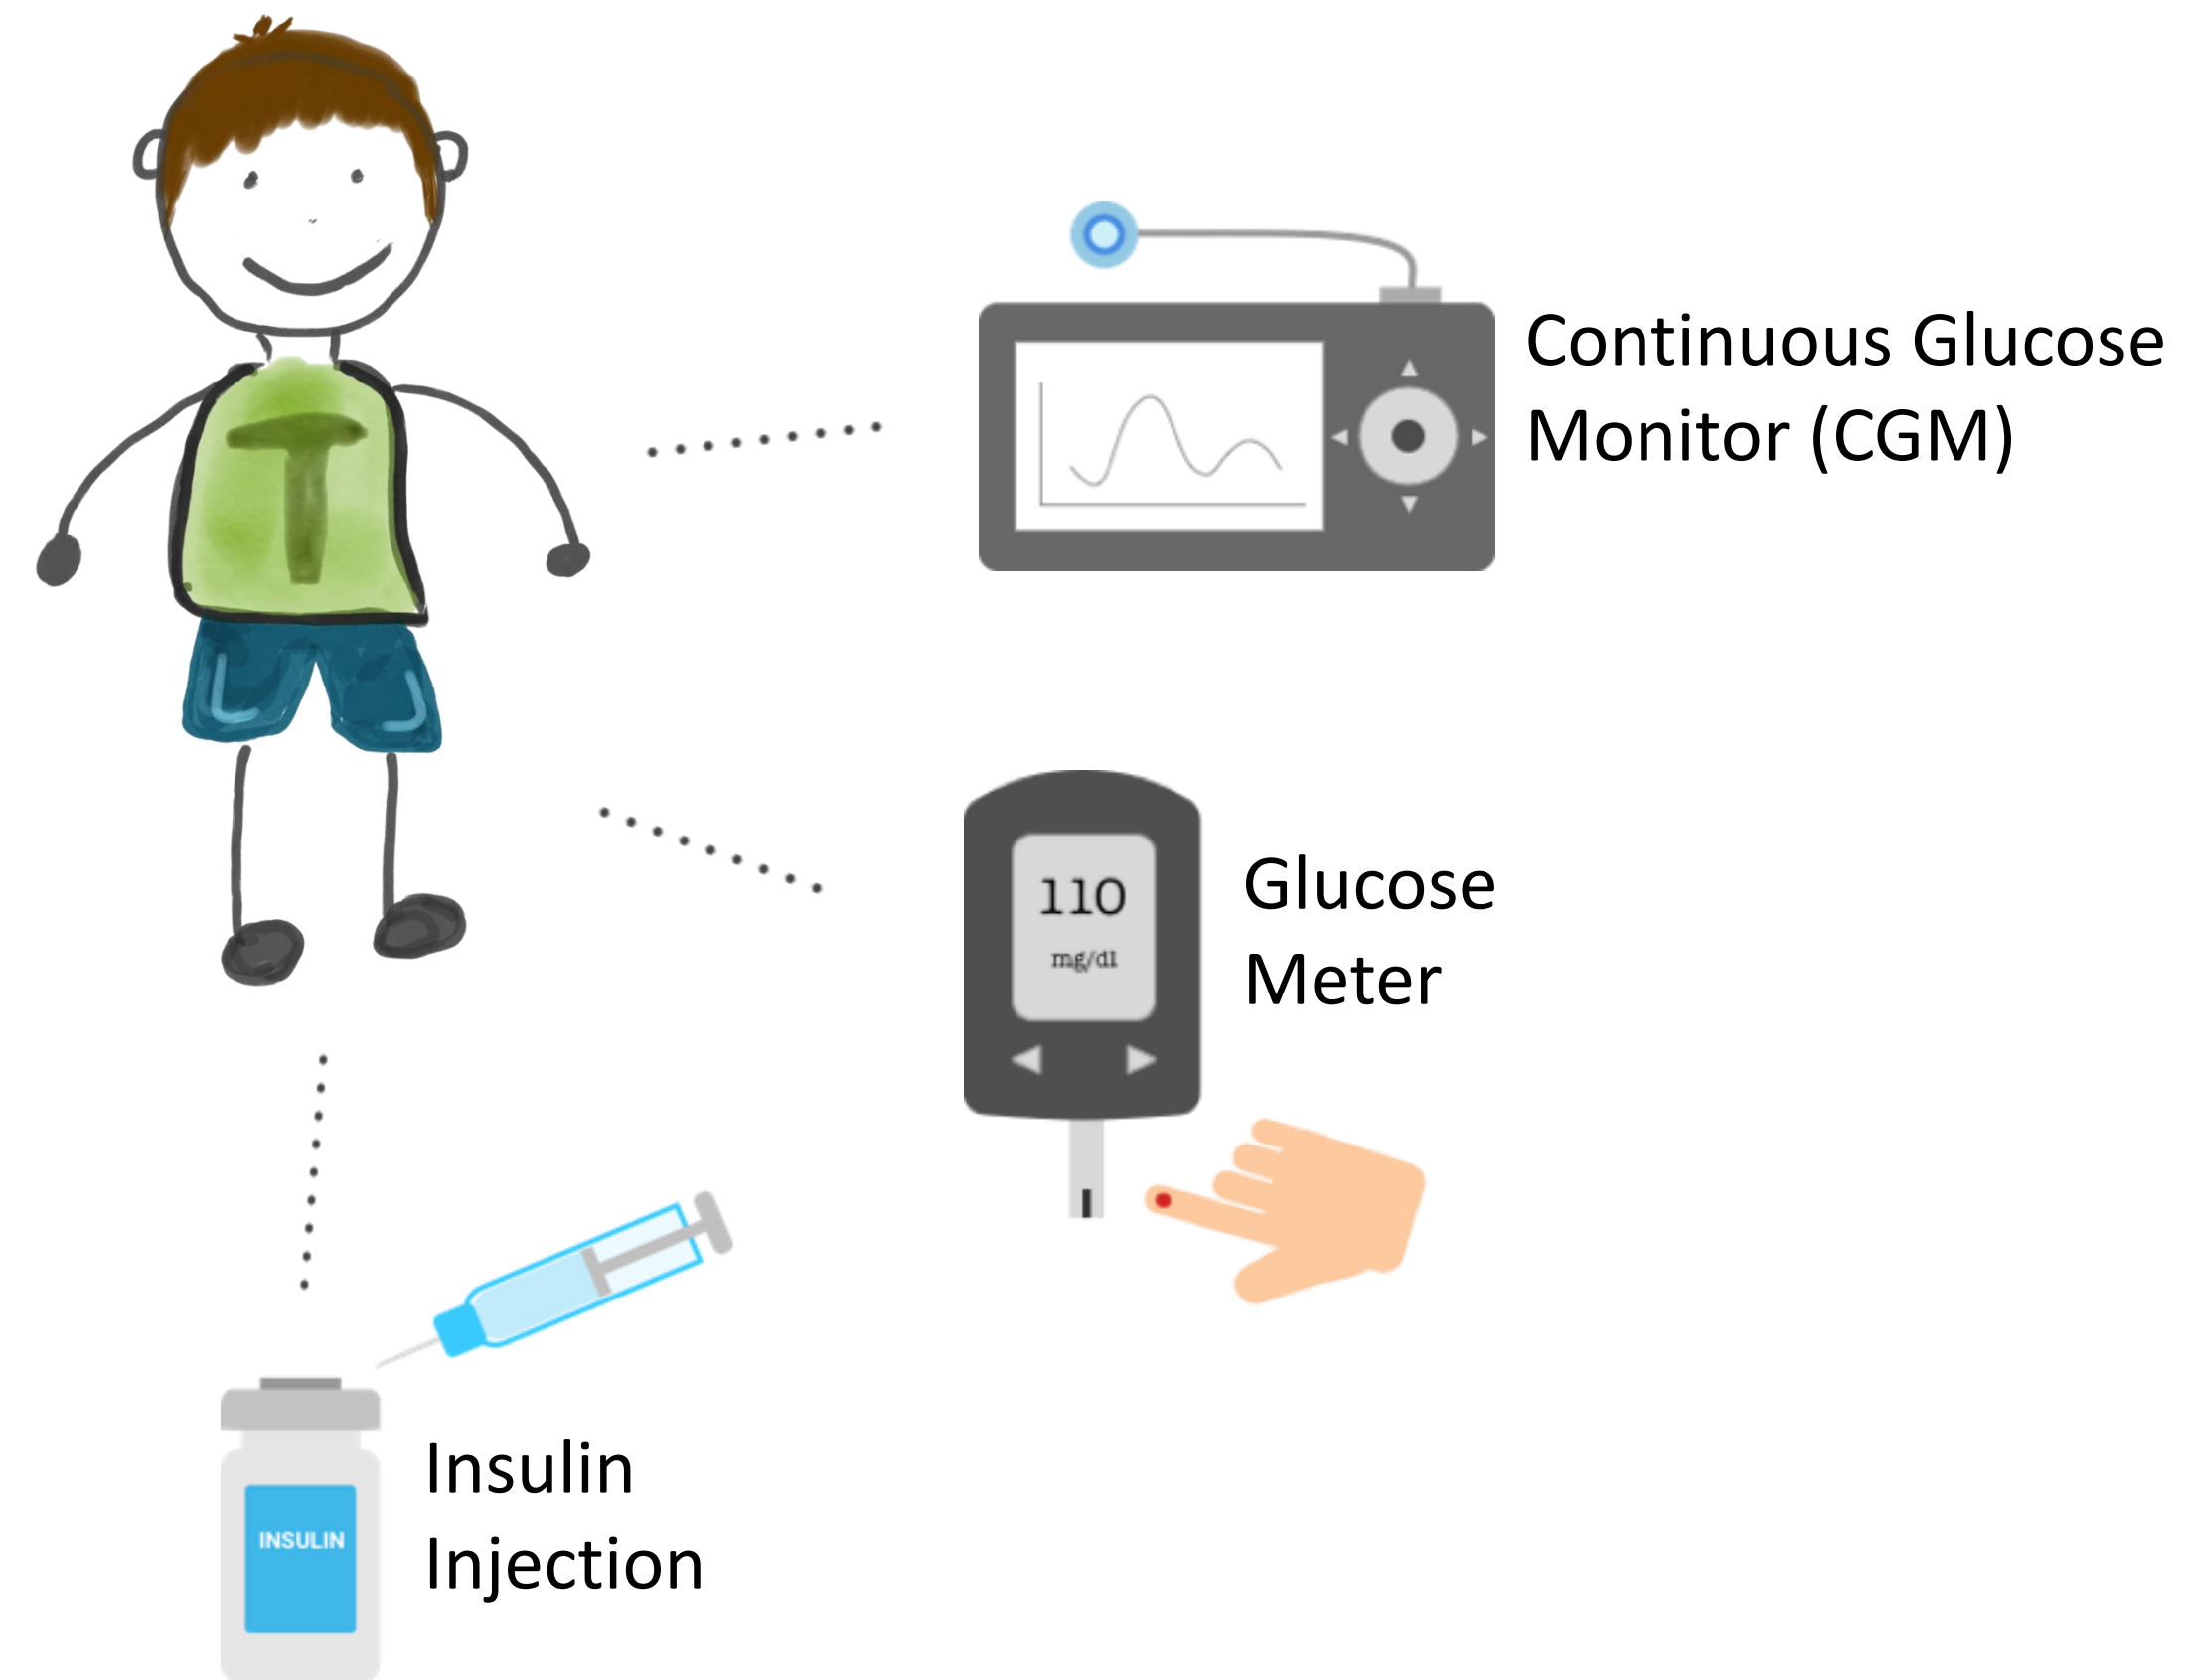 T
Continuous Glucose
Monitor (CGM)
110
mg/dl
Glucose
Meter
INSULIN
Insulin
Injection